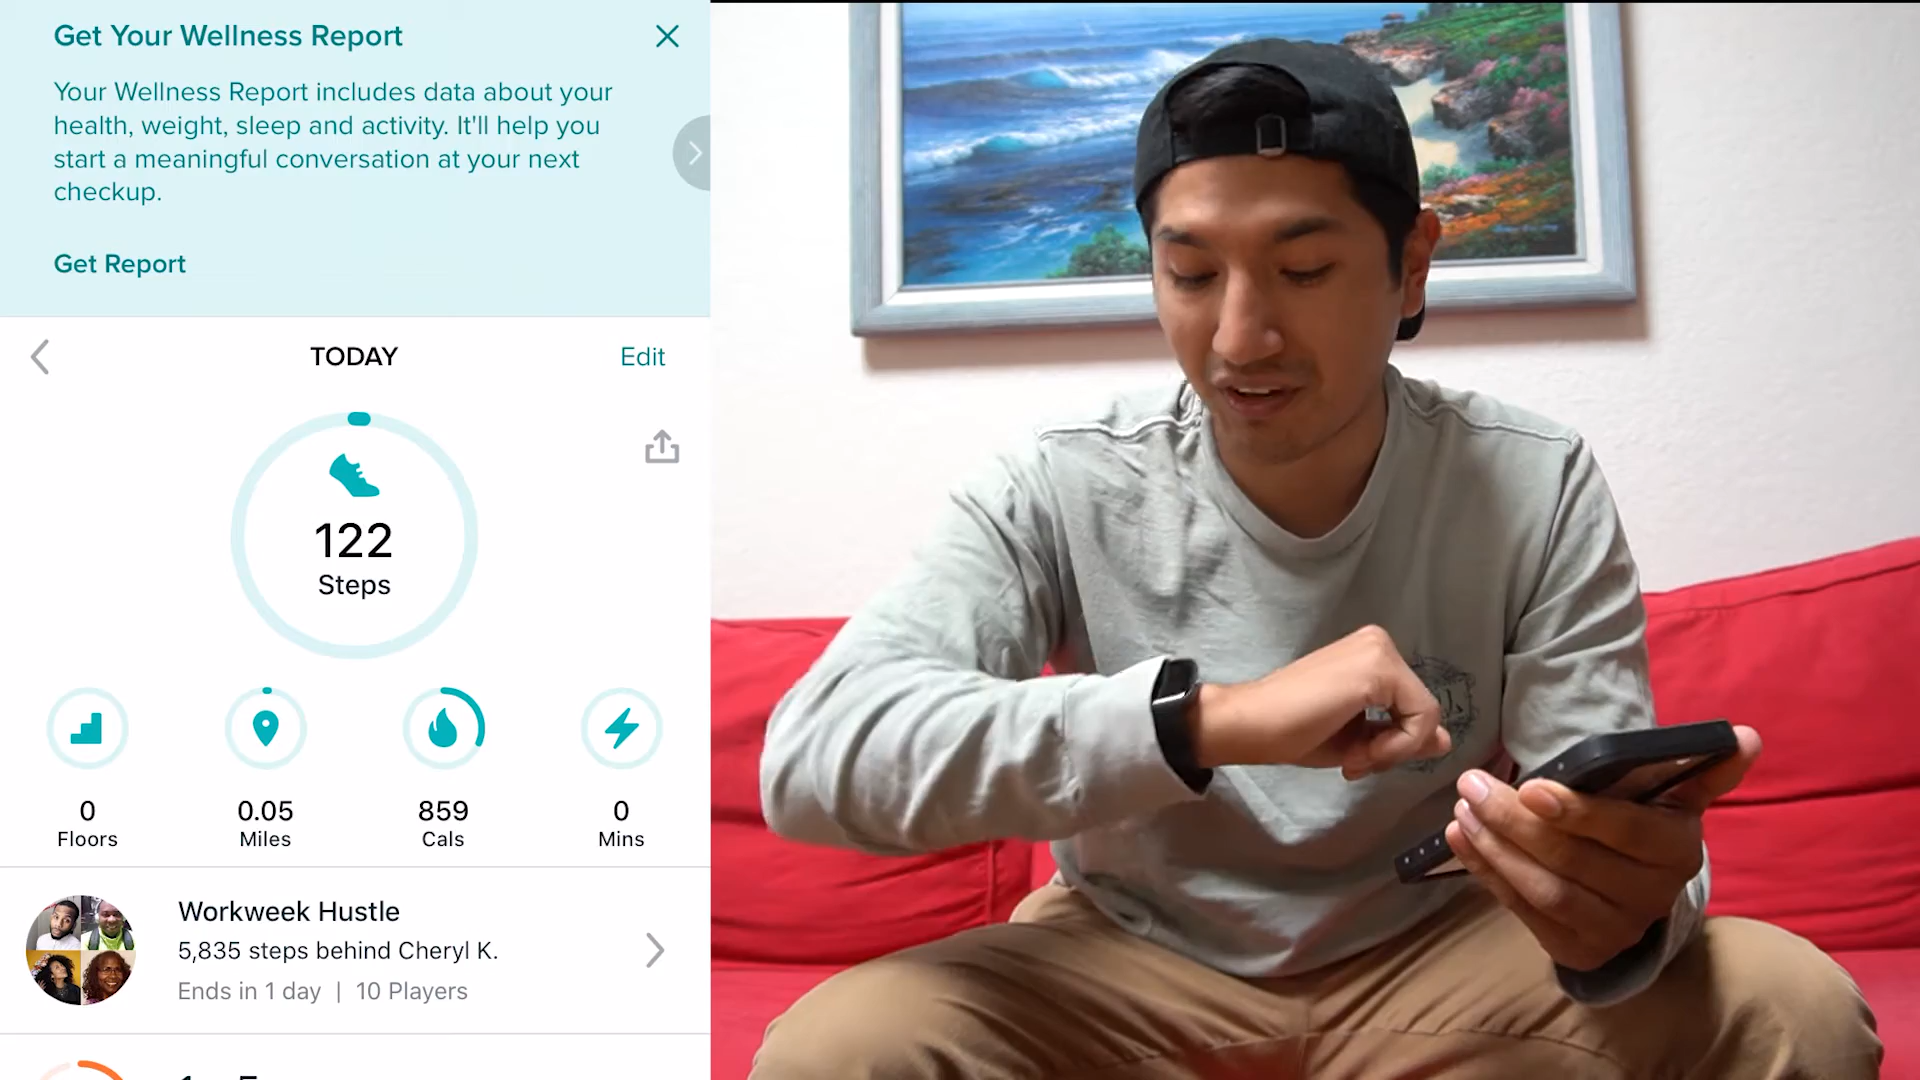 Get Your Wellness Report
Your Wellness Report includes data about your
health, weight, sleep and activity. It'll help you
start a meaningful conversation at your next
checkup.
Get Report
TODAY
Edit
122
Steps
0
Floors
0.05
Miles
859
Cals
0
Mins
Workweek Hustle
5,835 steps behind Cheryl K.
Ends in 1 day | 10 Players